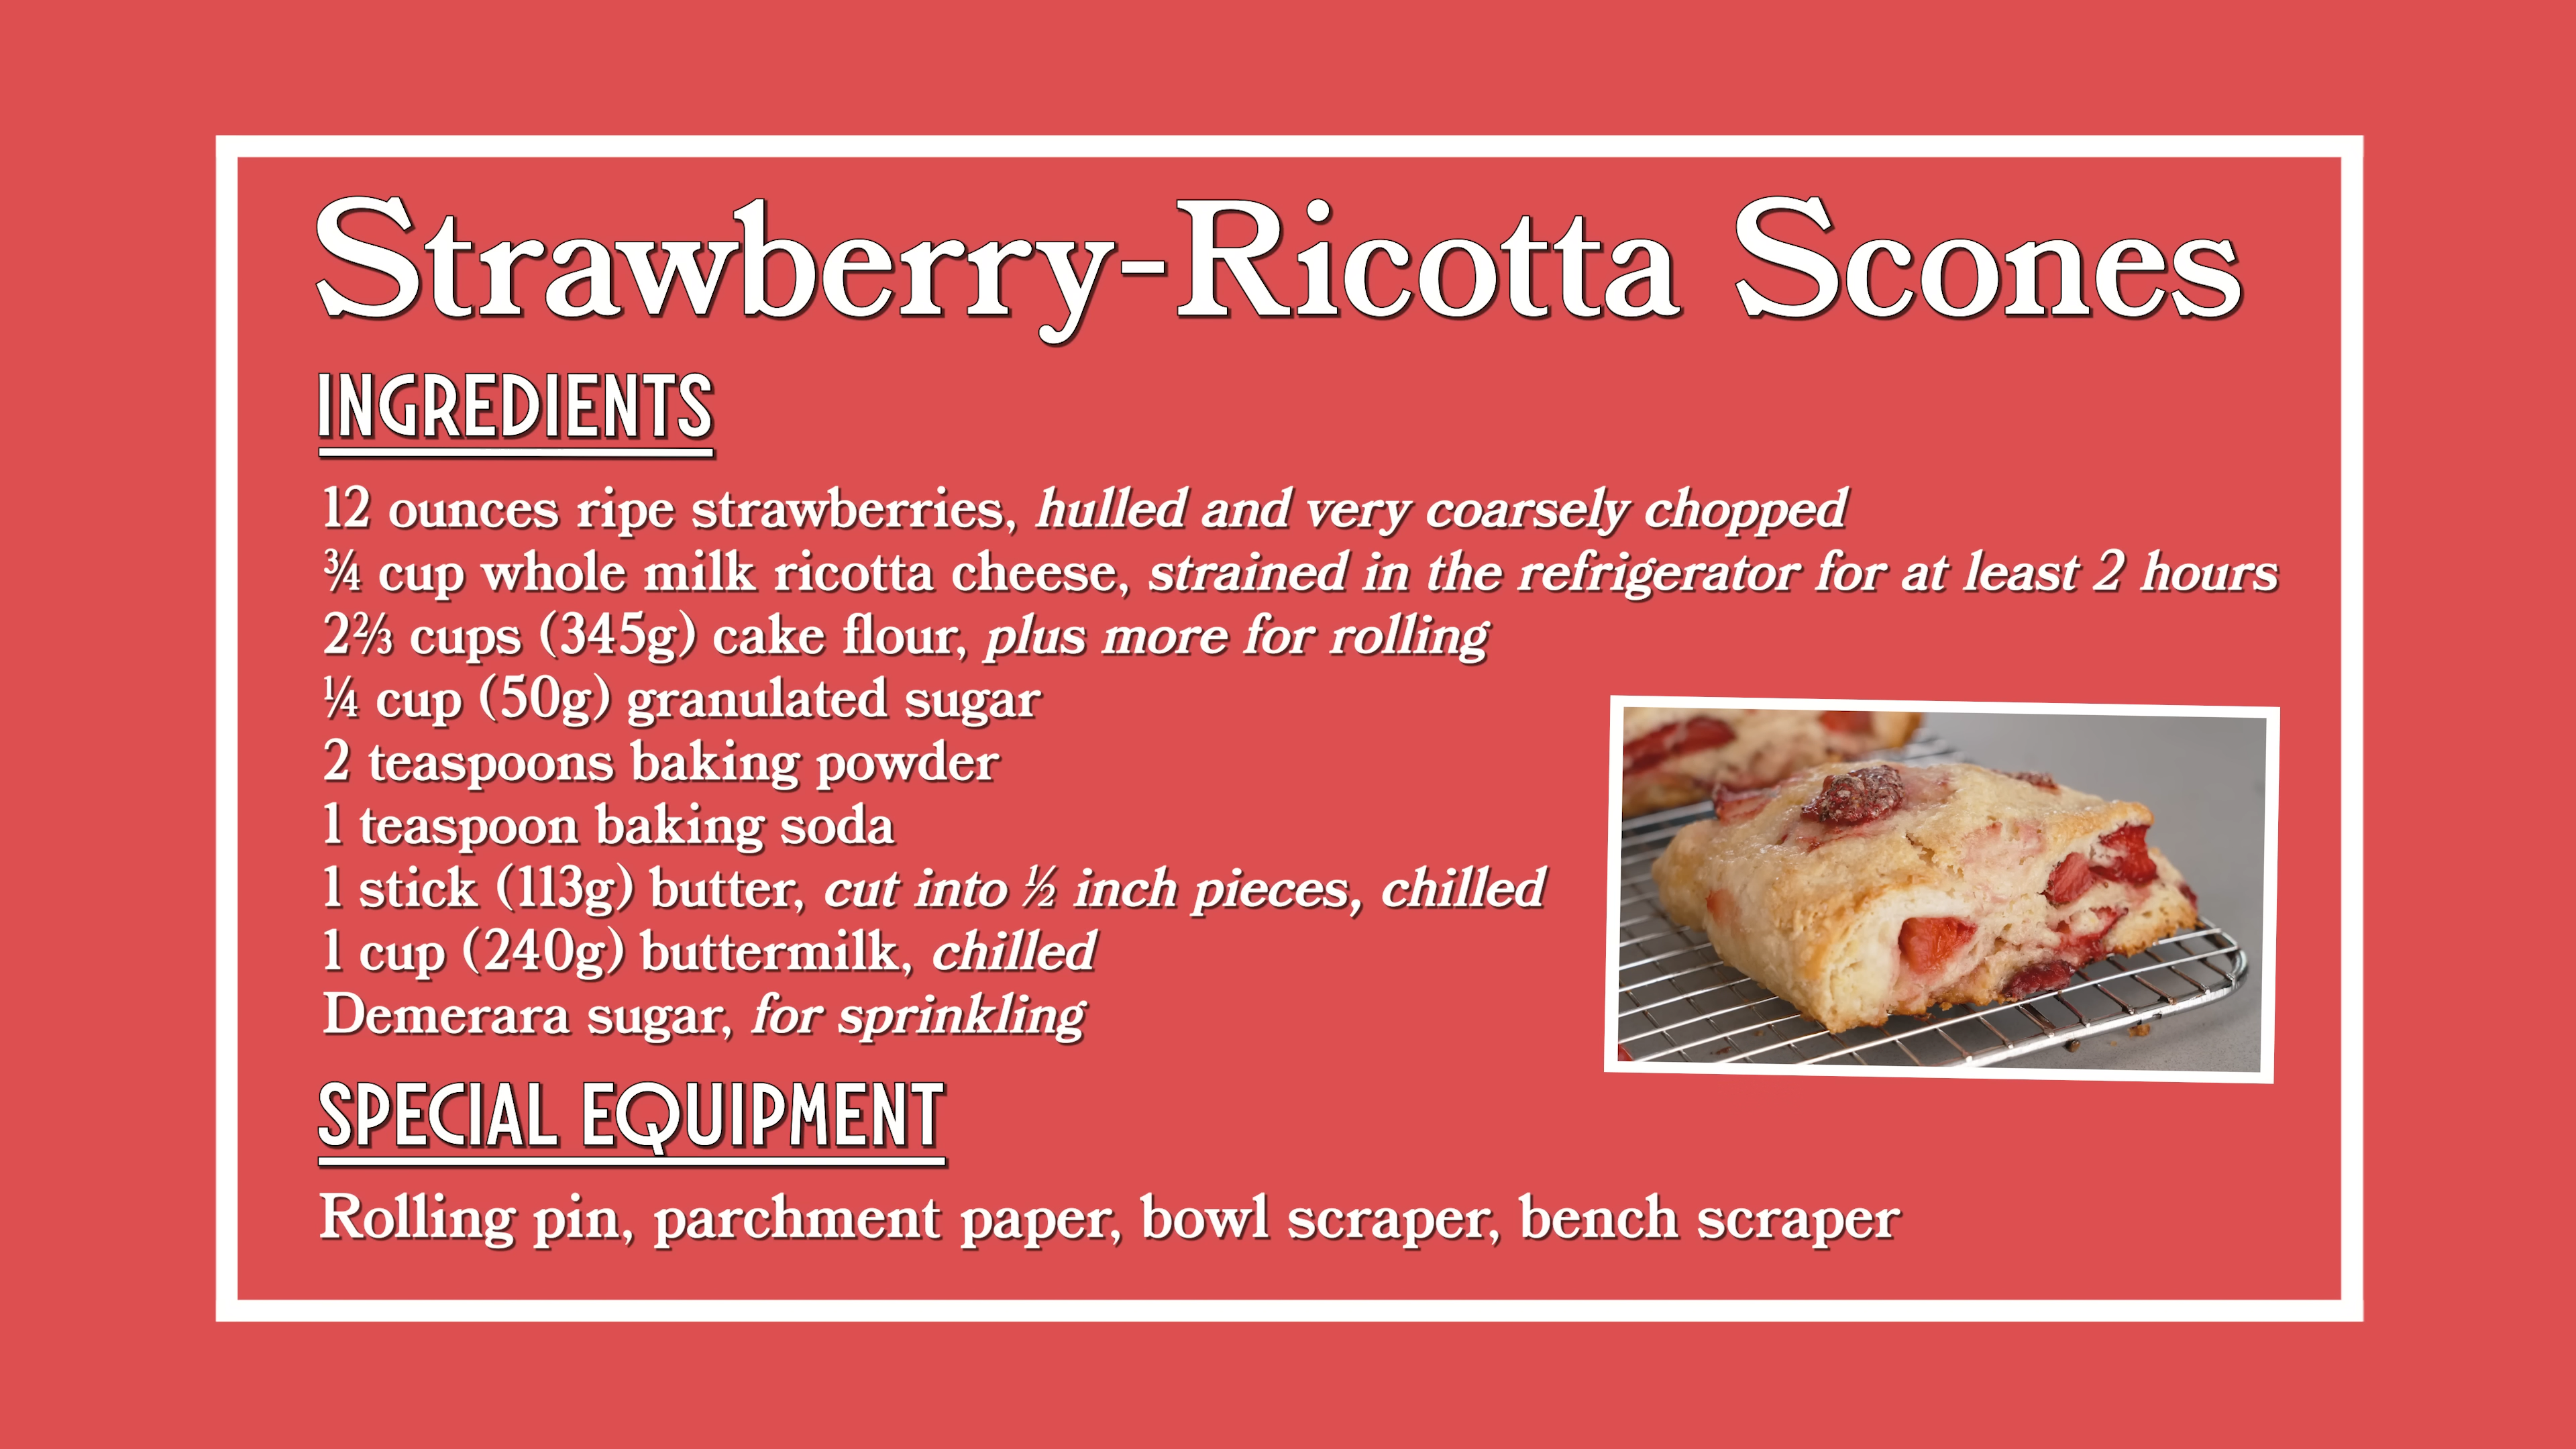 Strawberry-Ricotta Scones
INGREDIENTS
12 ounces ripe strawberries, hulled and very coarsely chopped
¾ cup whole milk ricotta cheese, strained in the refrigerator for at least 2 hours
2⅔ cups (345g) cake flour, plus more for rolling
¼ cup (50g) granulated sugar
2 teaspoons baking powder
1 teaspoon baking soda
1 stick (113g) butter, cut into ½ inch pieces, chilled
1 cup (240g) buttermilk, chilled
Demerara sugar, for sprinkling
SPECIAL EQUIPMENT
Rolling pin, parchment paper, bowl scraper, bench scraper